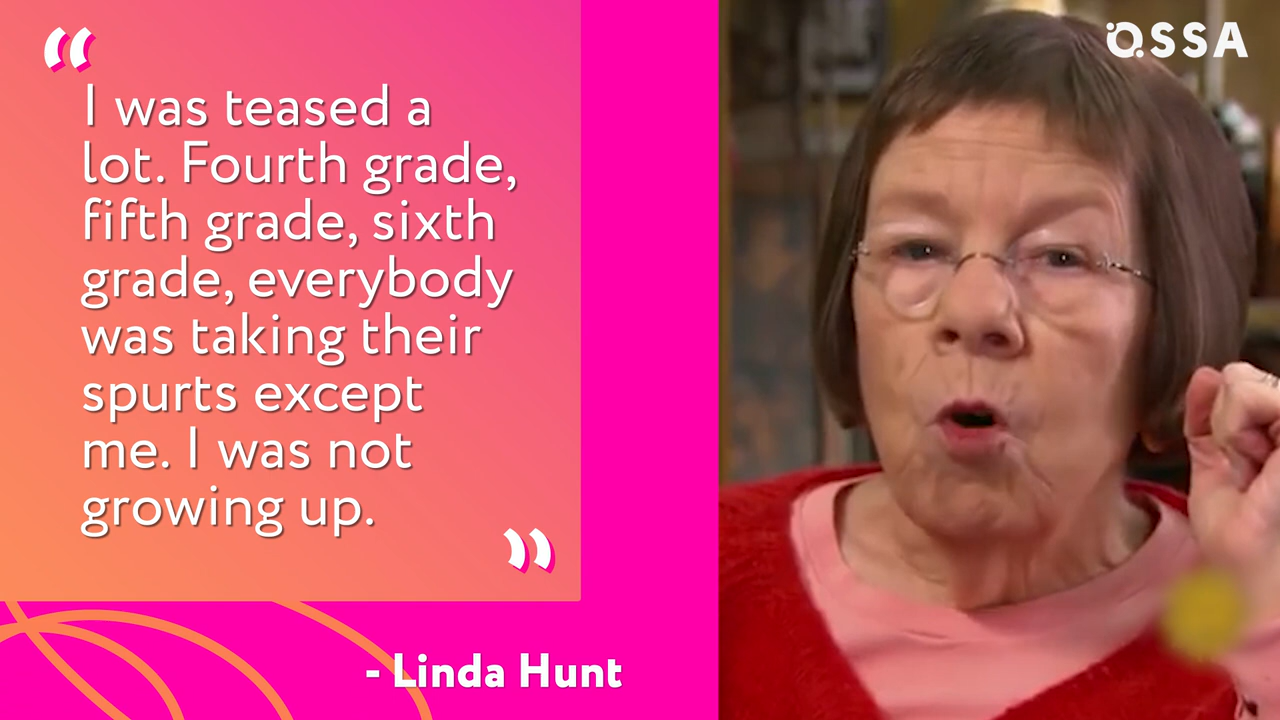 “
I was teased a
lot. Fourth grade,
fifth grade, sixth
grade, everybody
was taking their
spurts except
me. I was not
growing up.
”
- Linda Hunt
OSSA